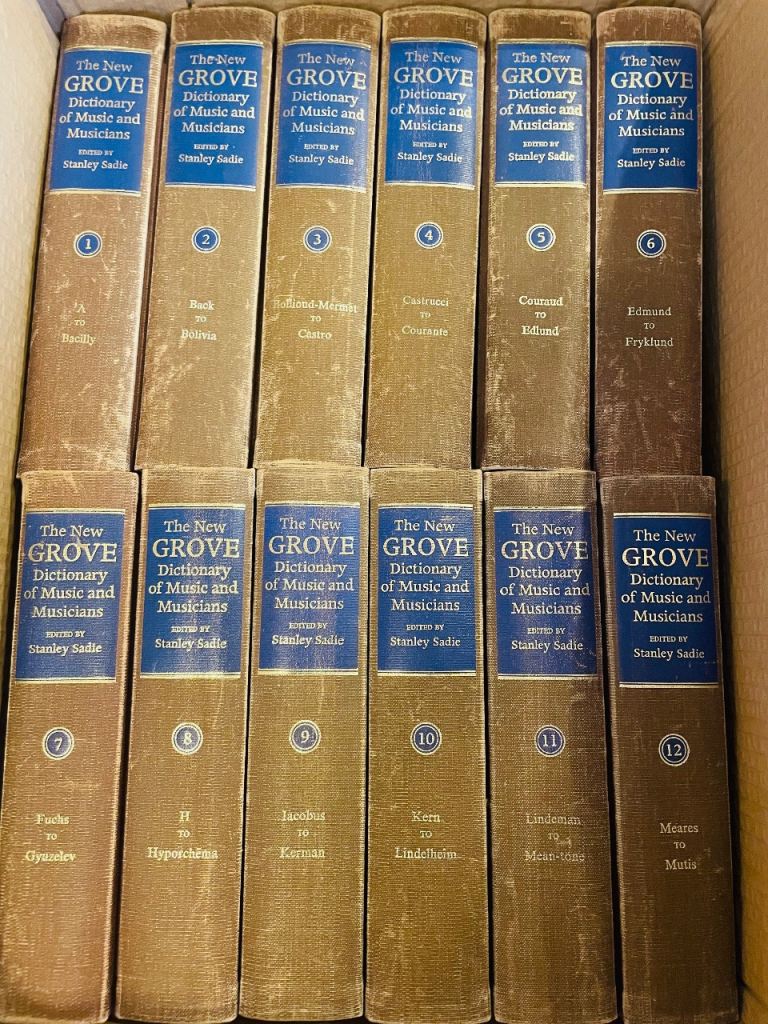 The New
GROVE
Dictionary
of Music and
Musicians
EDITED BY
Stanley Sadie
1
A
TO
Bacilly
The New
GROVE
Dictionary
of Music and
Musicians
EDITED BY
Stanley Sadie
2
Back
TO
Bolivia
The New
GROVE
Dictionary
of Music and
Musicians
EDITED BY
Stanley Sadie
3
Bollioud-Mermet
TO
Castro
The New
GROVE
Dictionary
of Music and
Musicians
EDITED BY
Stanley Sadie
4
Castrucci
TO
Courante
The New
GROVE
Dictionary
of Music and
Musicians
EDITED BY
Stanley Sadie
5
Couraud
TO
Edlund
The New
GROVE
Dictionary
of Music and
Musicians
EDITED BY
Stanley Sadie
6
Edmund
TO
Fryklund
The New
GROVE
Dictionary
of Music and
Musicians
EDITED BY
Stanley Sadie
7
Fuchs
TO
Gyuzelev
The New
GROVE
Dictionary
of Music and
Musicians
EDITED BY
Stanley Sadie
8
H
TO
Hyporchēma
The New
GROVE
Dictionary
of Music and
Musicians
EDITED BY
Stanley Sadie
9
Iacobus
TO
Kerman
The New
GROVE
Dictionary
of Music and
Musicians
EDITED BY
Stanley Sadie
10
Kern
TO
Lindelheim
The New
GROVE
Dictionary
of Music and
Musicians
EDITED BY
Stanley Sadie
11
Lindeman
TO
Mean-tone
The New
GROVE
Dictionary
of Music and
Musicians
EDITED BY
Stanley Sadie
12
Meares
TO
Mutis